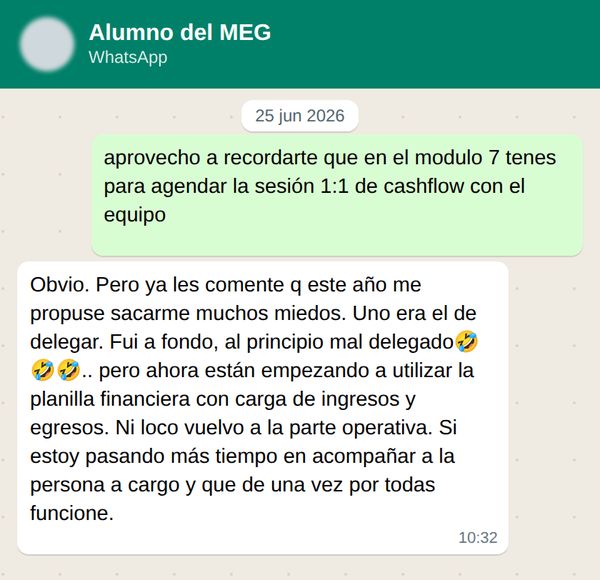 Alumno del MEG
WhatsApp
25 jun 2026
aprovecho a recordarte que en el modulo 7 tenes
para agendar la sesión 1:1 de cashflow con el
equipo
Obvio. Pero ya les comente q este año me
propuse sacarme muchos miedos. Uno era el de
delegar. Fui a fondo, al principio mal delegado🤣
🤣🤣.. pero ahora están empezando a utilizar la
planilla financiera con carga de ingresos y
egresos. Ni loco vuelvo a la parte operativa. Si
estoy pasando más tiempo en acompañar a la
persona a cargo y que de una vez por todas
funcione.
10:32